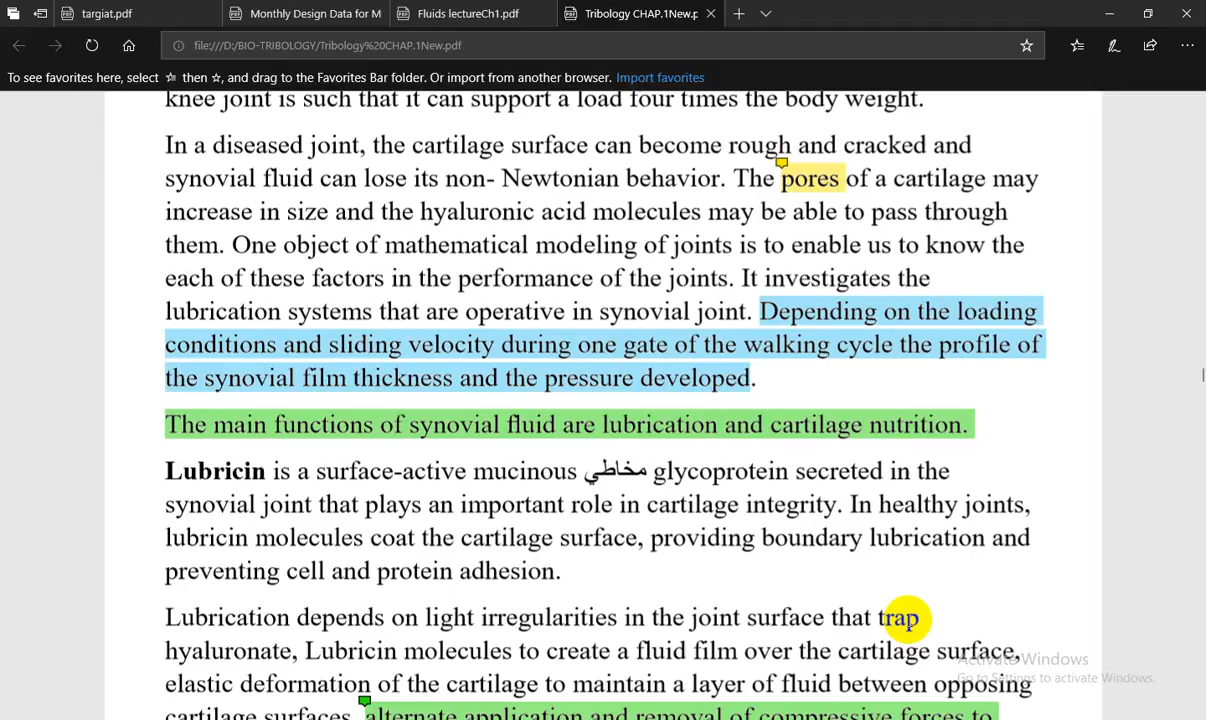 targiat.pdf
Monthly Design Data for M
Fluids lectureCh1.pdf
Tribology CHAP.1New.p
file:///D:/BIO-TRIBOLOGY/Tribology%20CHAP.1New.pdf
To see favorites here, select ☆ then ☆, and drag to the Favorites Bar folder. Or import from another browser. Import favorites
knee joint is such that it can support a load four times the body weight.
In a diseased joint, the cartilage surface can become rough and cracked and
synovial fluid can lose its non- Newtonian behavior. The pores of a cartilage may
increase in size and the hyaluronic acid molecules may be able to pass through
them. One object of mathematical modeling of joints is to enable us to know the
each of these factors in the performance of the joints. It investigates the
lubrication systems that are operative in synovial joint. Depending on the loading
conditions and sliding velocity during one gate of the walking cycle the profile of
the synovial film thickness and the pressure developed.
The main functions of synovial fluid are lubrication and cartilage nutrition.
Lubricin is a surface-active mucinous مخاطي glycoprotein secreted in the
synovial joint that plays an important role in cartilage integrity. In healthy joints,
lubricin molecules coat the cartilage surface, providing boundary lubrication and
preventing cell and protein adhesion.
Lubrication depends on light irregularities in the joint surface that trap
hyaluronate, Lubricin molecules to create a fluid film over the cartilage surface,
elastic deformation of the cartilage to maintain a layer of fluid between opposing
cartilage surfaces, alternate application and removal of compressive forces to
Activate Windows
Go to Settings to activate Windows.